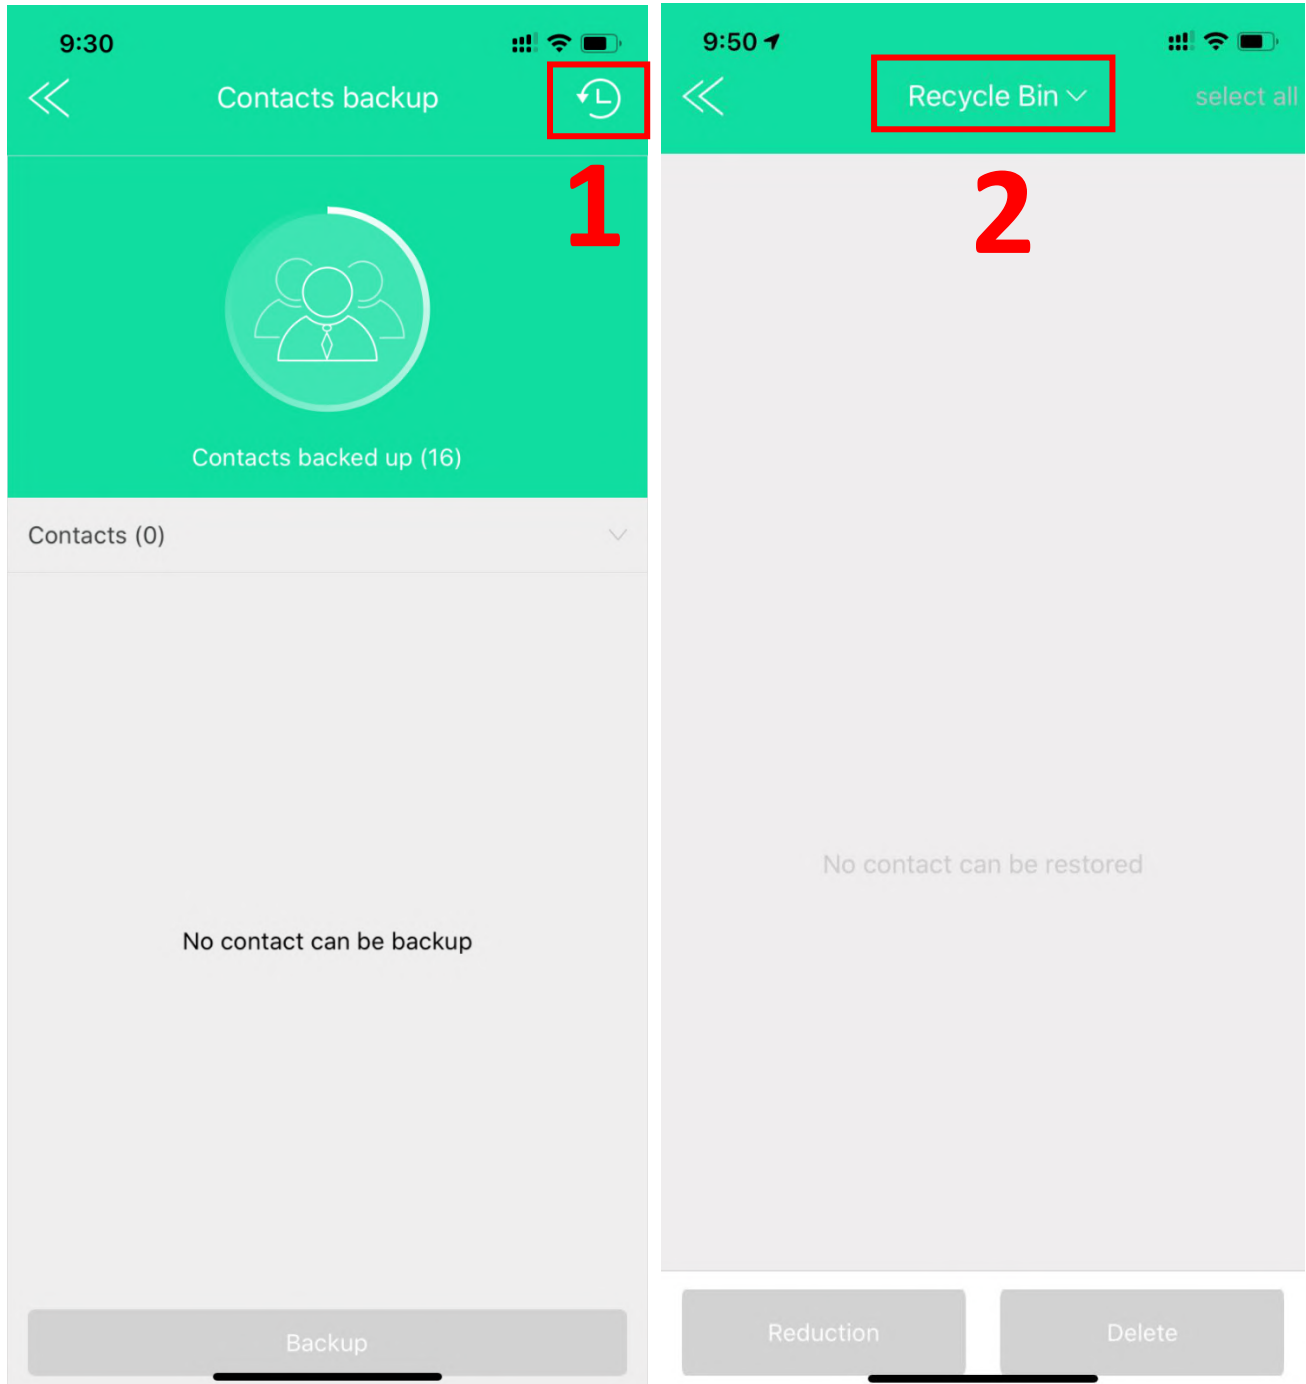 9:30
Contacts backup
1
Contacts backed up (16)
Contacts (0)
No contact can be backup
Backup
9:50
Recycle Bin
select all
2
No contact can be restored
Reduction
Delete